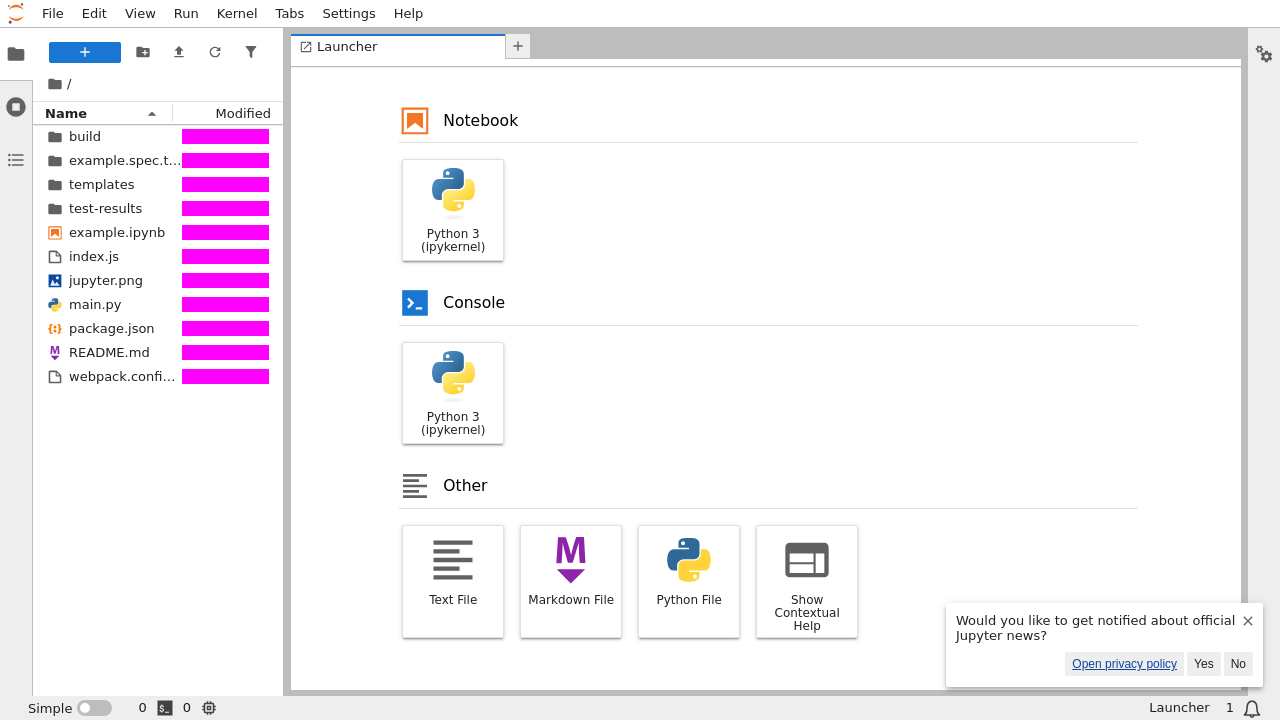 File Edit View Run Kernel Tabs Settings Help
Launcher
/
Name Modified
build
example.spec.t...
templates
test-results
example.ipynb
index.js
jupyter.png
main.py
package.json
README.md
webpack.confi...
Notebook
Python 3
(ipykernel)
Console
Python 3
(ipykernel)
Other
Text File
Markdown File
Python File
Show
Contextual
Help
Would you like to get notified about official
Jupyter news?
Open privacy policy Yes No
Simple 0 0 Launcher 1